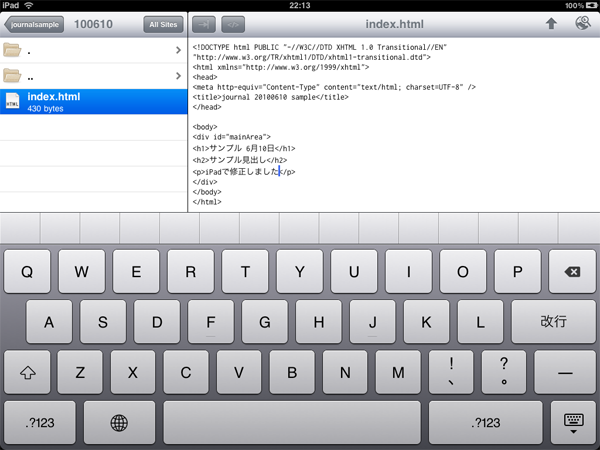 iPad 22:13 100%
journalsample 100610 All Sites index.html
.
..
index.html
430 bytes
<!DOCTYPE html PUBLIC "-//W3C//DTD XHTML 1.0 Transitional//EN"
"http://www.w3.org/TR/xhtml1/DTD/xhtml1-transitional.dtd">
<html xmlns="http://www.w3.org/1999/xhtml">
<head>
<meta http-equiv="Content-Type" content="text/html; charset=UTF-8" />
<title>journal 20100610 sample</title>
</head>
<body>
<div id="mainArea">
<h1>サンプル 6月10日</h1>
<h2>サンプル見出し</h2>
<p>iPadで修正しました</p>
</div>
</body>
</html>
Q W E R T Y U I O P
A S D F G H J K L 改行
Z X C V B N M ! 、 ? 。 —
.?123 .?123